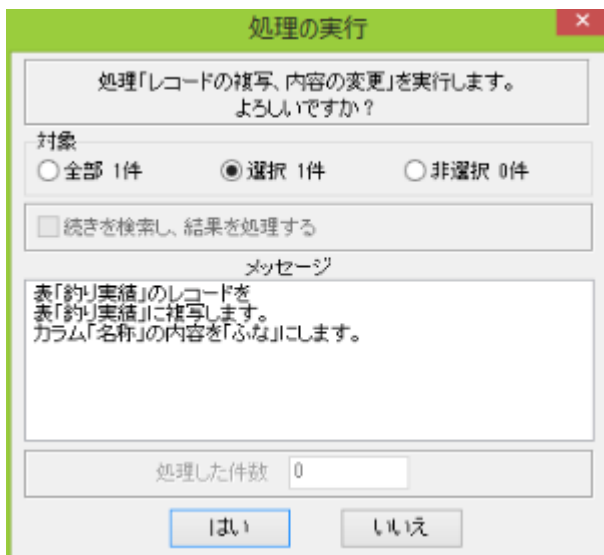 処理の実行
処理「レコードの複写、内容の変更」を実行します。
よろしいですか？
対象
全部 1件 選択 1件 非選択 0件
続きを検索し、結果を処理する
メッセージ
表「釣り実績」のレコードを
表「釣り実績」に複写します。
カラム「名称」の内容を「ふな」にします。
処理した件数 0
はい いいえ